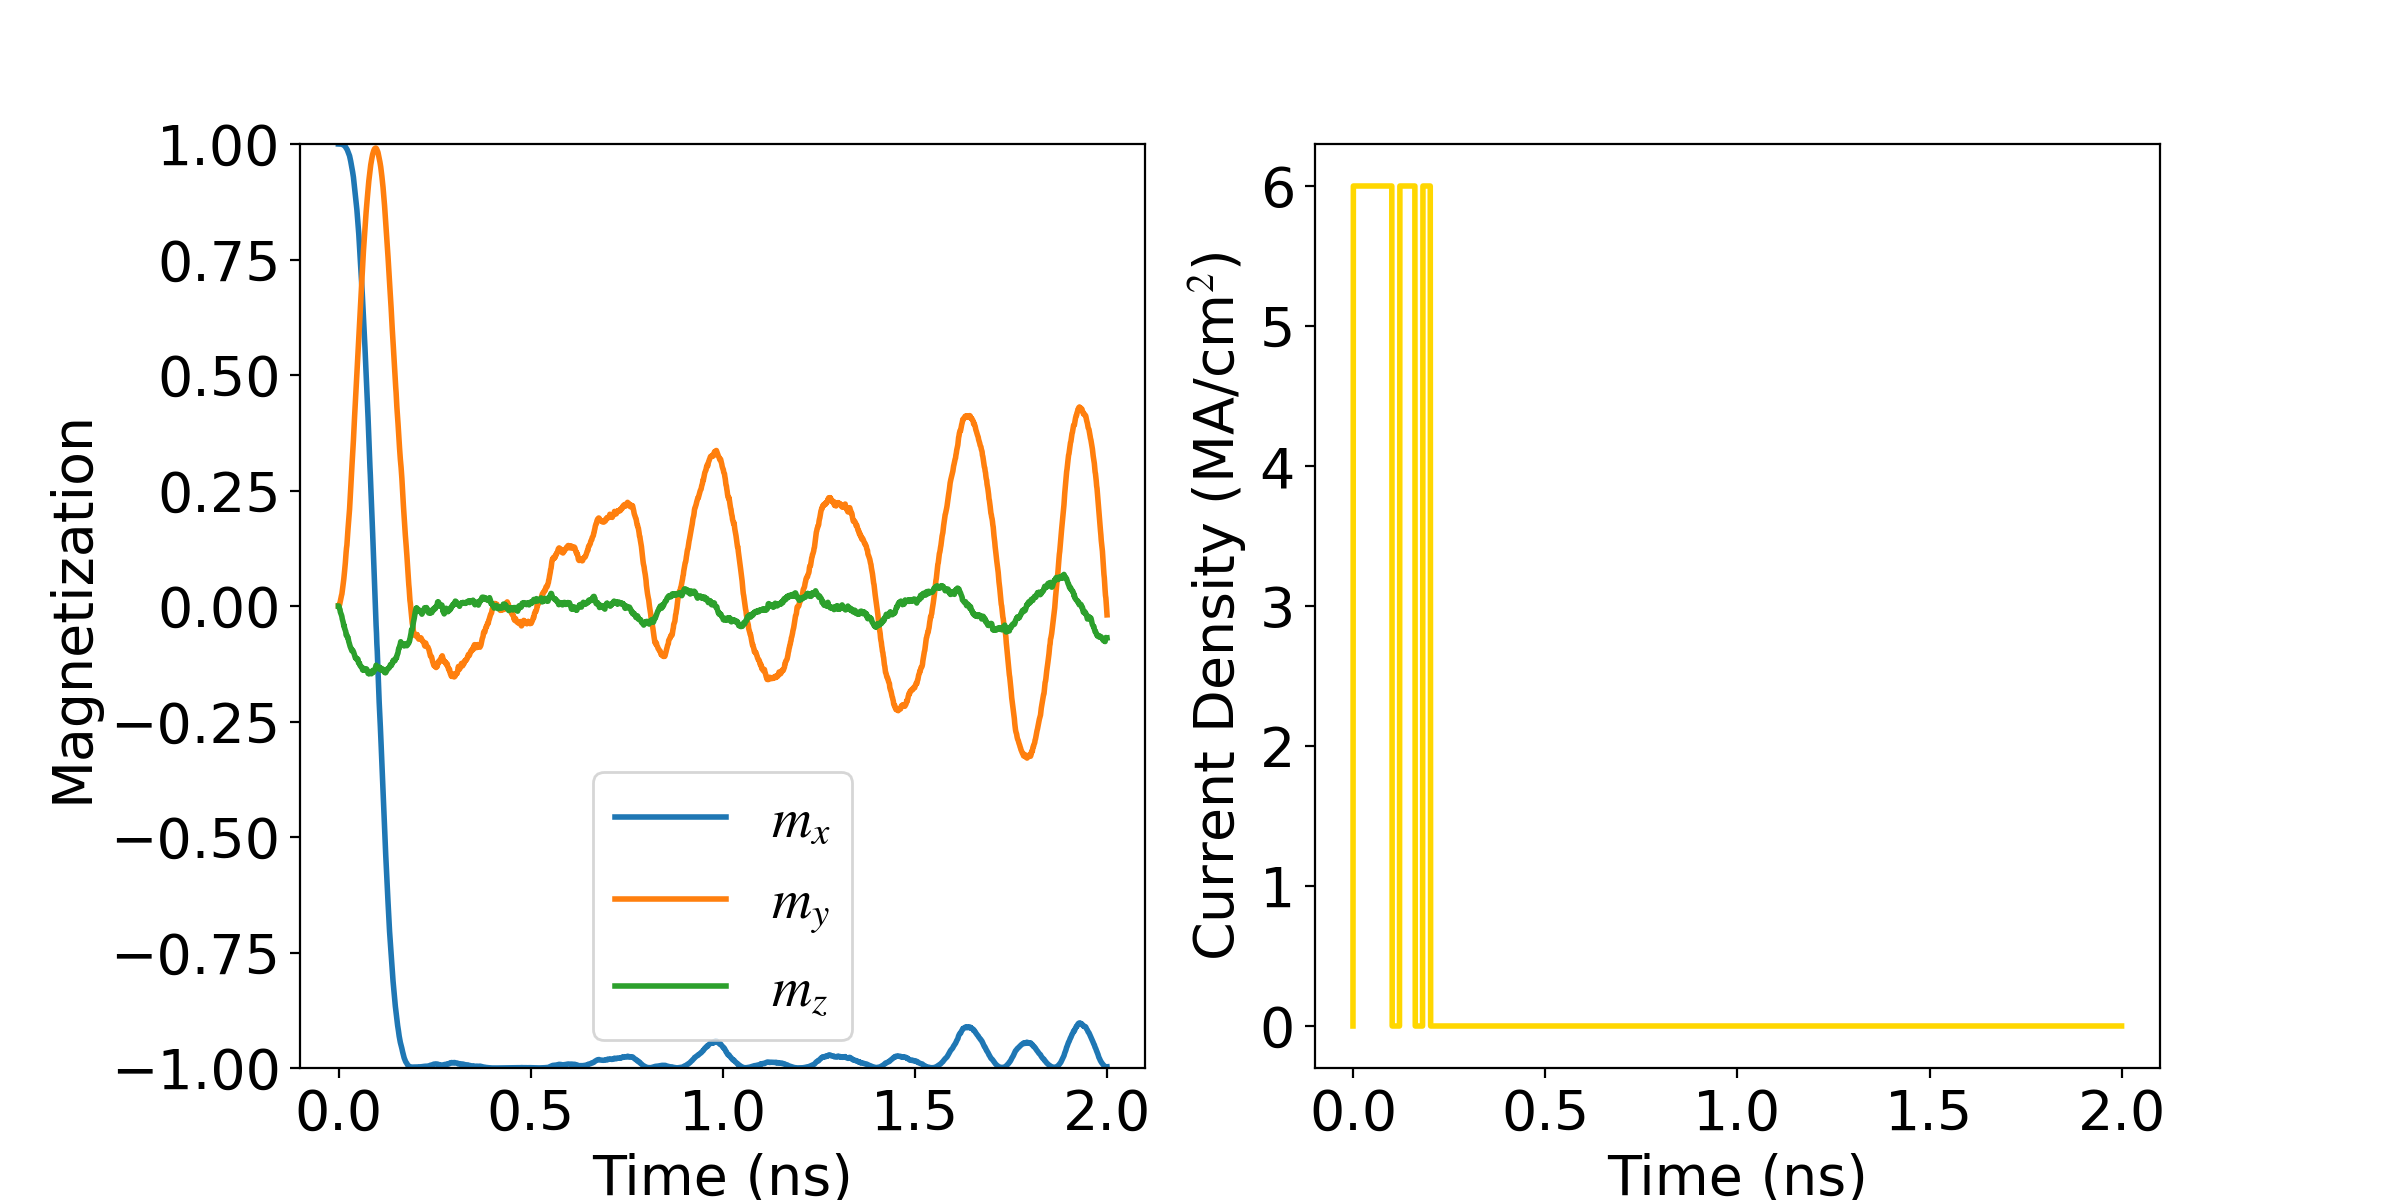 1.00
0.75
0.50
0.25
0.00
−0.25
−0.50
−0.75
−1.00
Magnetization
m_x
m_y
m_z
0.0 0.5 1.0 1.5 2.0
Time (ns)
6
5
4
3
2
1
0
Current Density (MA/cm²)
0.0 0.5 1.0 1.5 2.0
Time (ns)